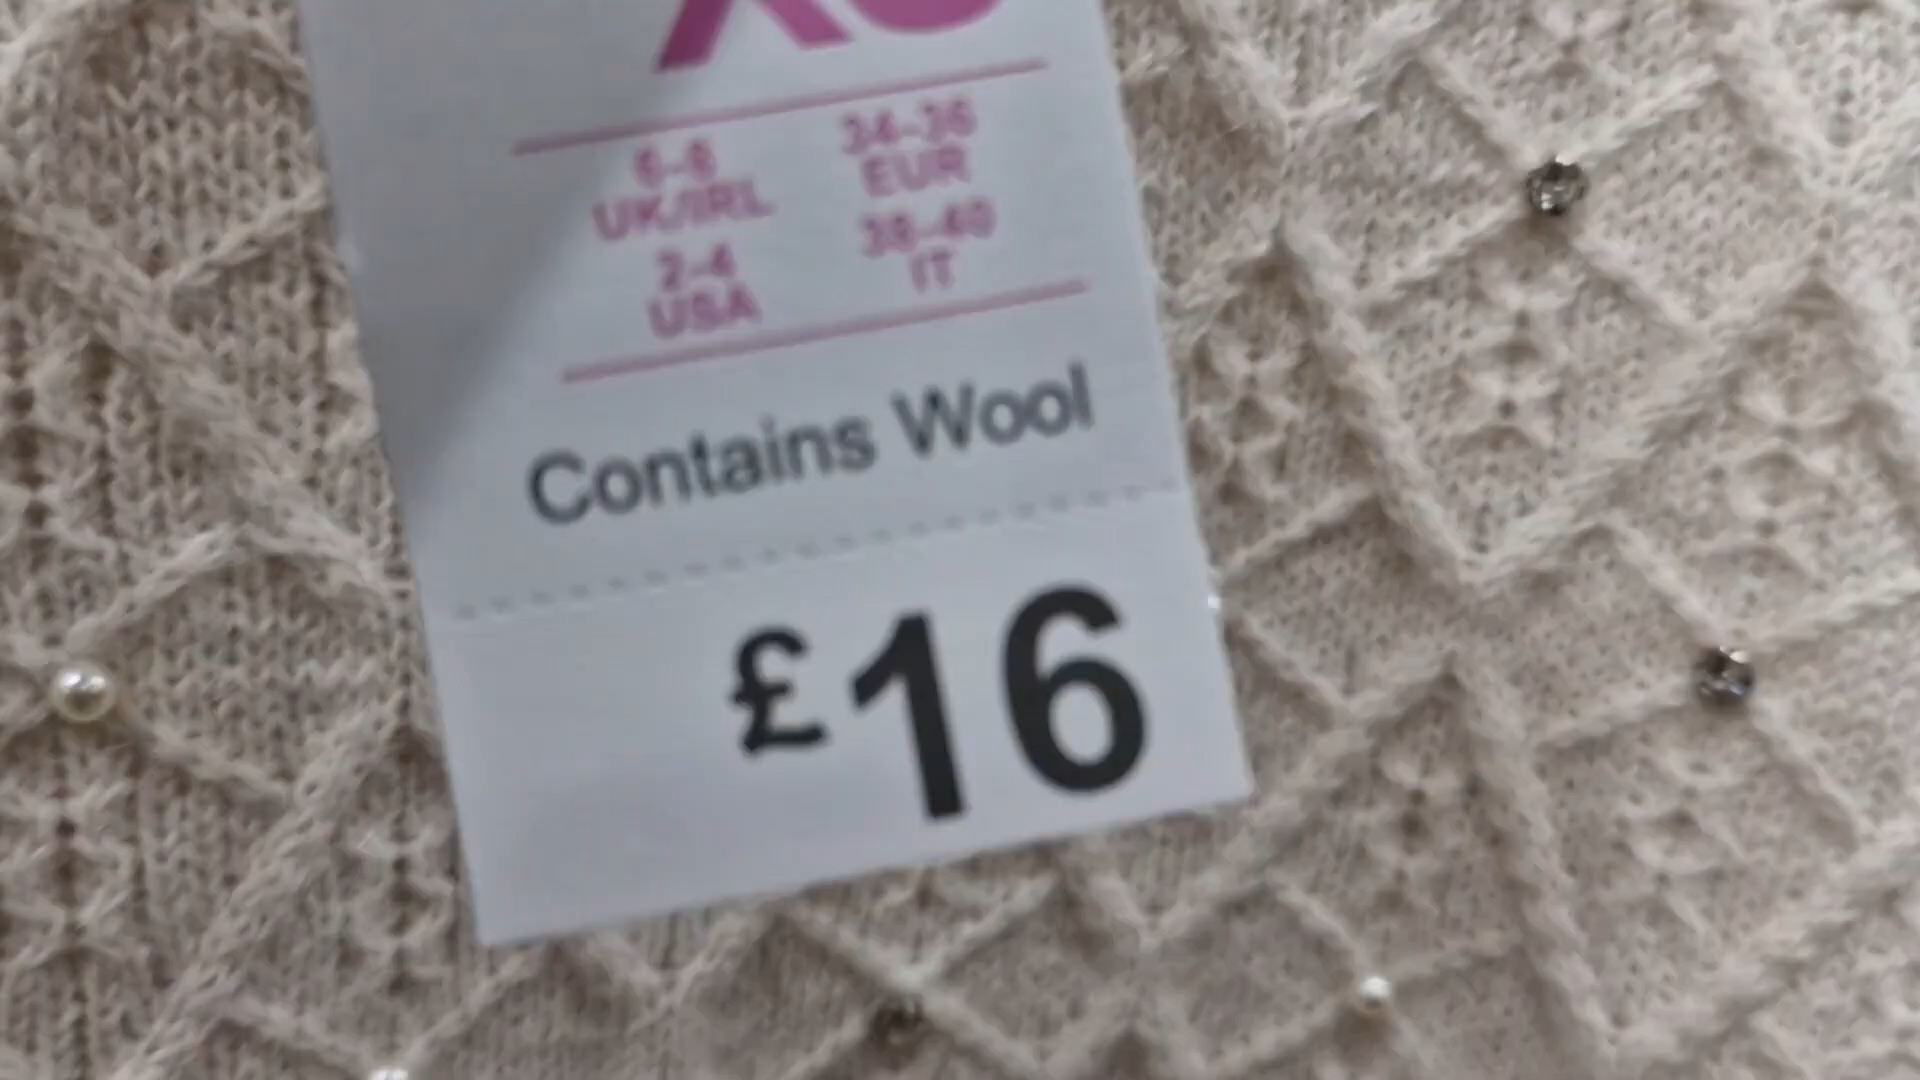 XS
6-8
UK/IRL
34-36
EUR
2-4
USA
38-40
IT
Contains Wool
£16